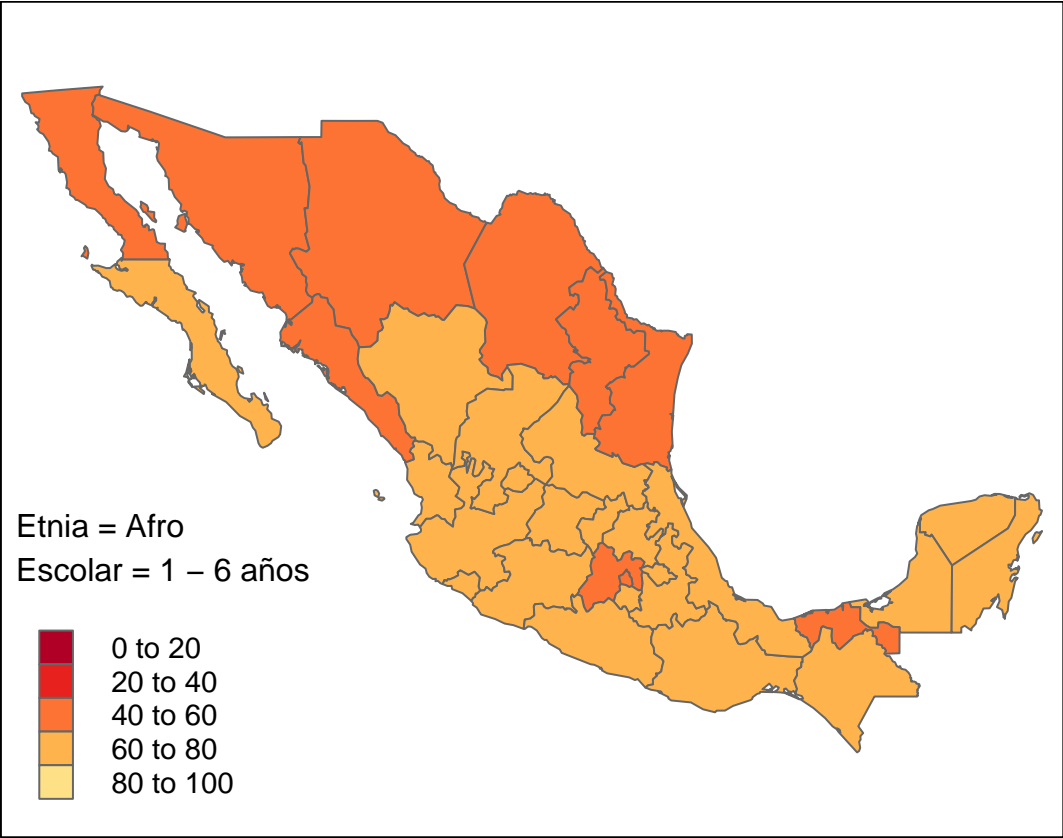 Etnia = Afro
Escolar = 1 – 6 años
0 to 20
20 to 40
40 to 60
60 to 80
80 to 100